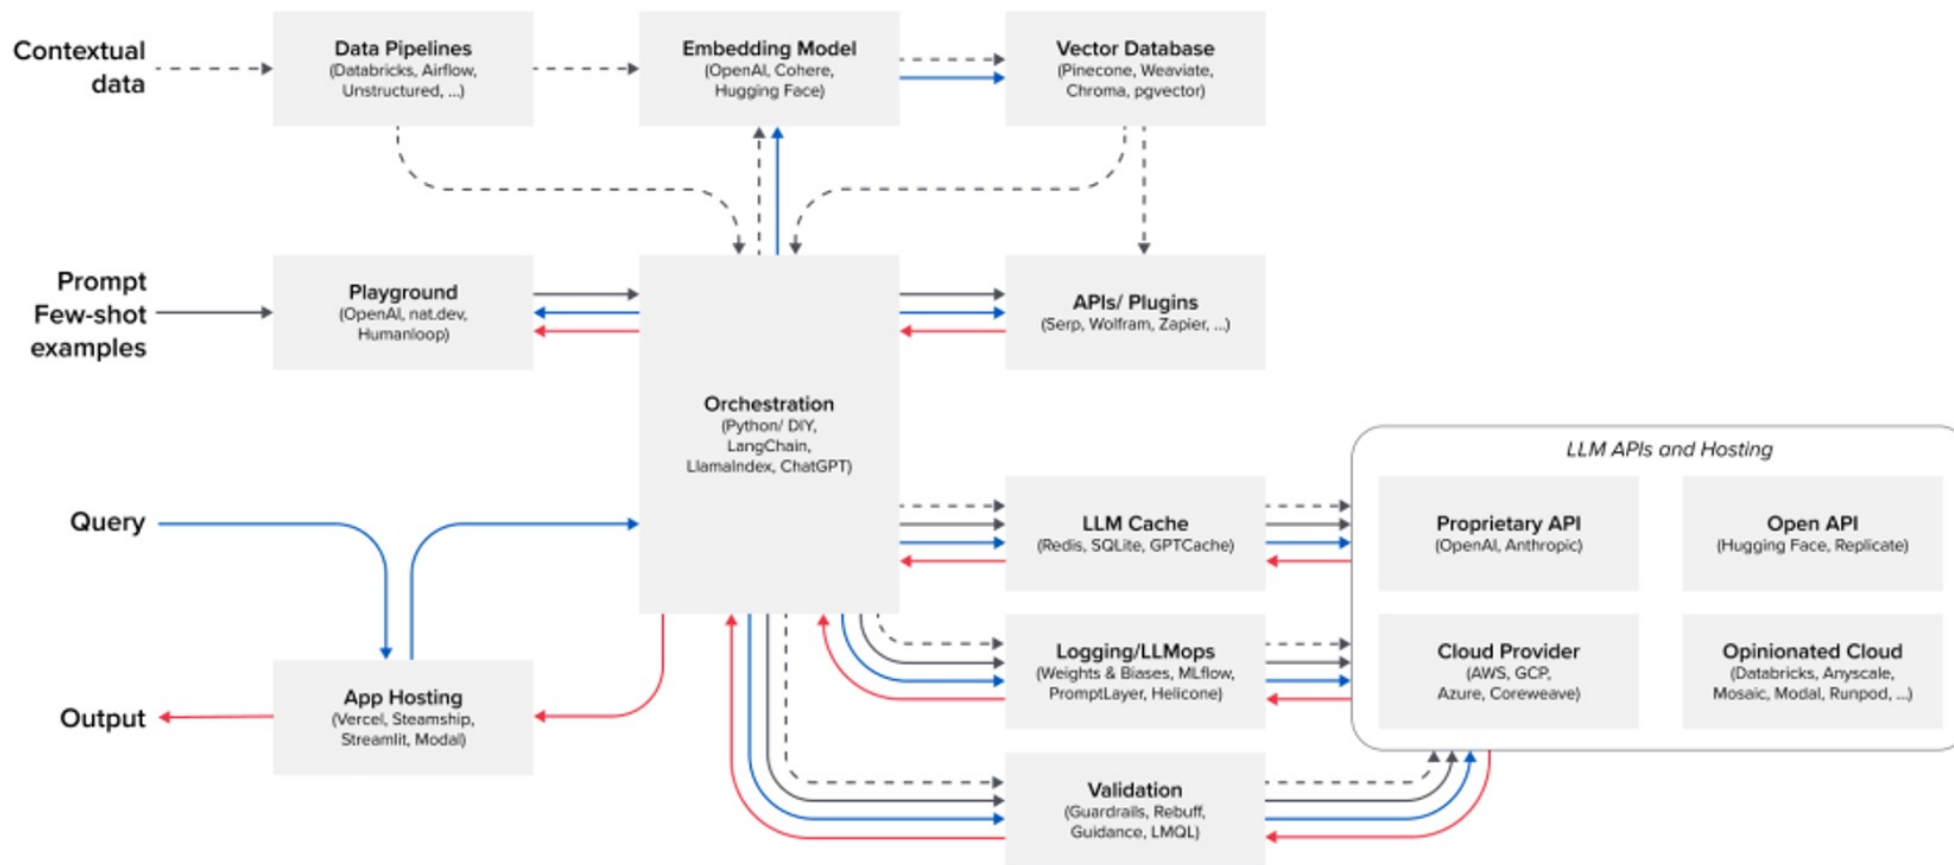 Contextual
data
Data Pipelines
(Databricks, Airflow,
Unstructured, ...)
Embedding Model
(OpenAI, Cohere,
Hugging Face)
Vector Database
(Pinecone, Weaviate,
Chroma, pgvector)
Prompt
Few-shot
examples
Playground
(OpenAI, nat.dev,
Humanloop)
Orchestration
(Python/ DIY,
LangChain,
LlamaIndex, ChatGPT)
APIs/ Plugins
(Serp, Wolfram, Zapier, ...)
Query
Output
App Hosting
(Vercel, Steamship,
Streamlit, Modal)
LLM Cache
(Redis, SQLite, GPTCache)
Logging/LLMops
(Weights & Biases, MLflow,
PromptLayer, Helicone)
Validation
(Guardrails, Rebuff,
Guidance, LMQL)
LLM APIs and Hosting
Proprietary API
(OpenAI, Anthropic)
Open API
(Hugging Face, Replicate)
Cloud Provider
(AWS, GCP,
Azure, Coreweave)
Opinionated Cloud
(Databricks, Anyscale,
Mosaic, Modal, Runpod, ...)